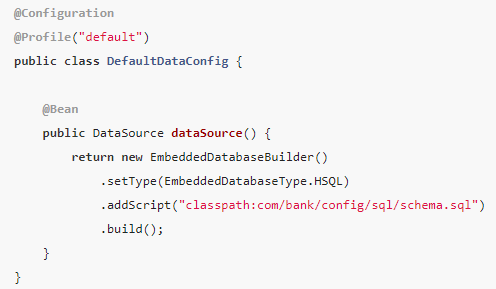 @Configuration
@Profile("default")
public class DefaultDataConfig {
@Bean
public DataSource dataSource() {
return new EmbeddedDatabaseBuilder()
.setType(EmbeddedDatabaseType.HSQL)
.addScript("classpath:com/bank/config/sql/schema.sql")
.build();
}
}